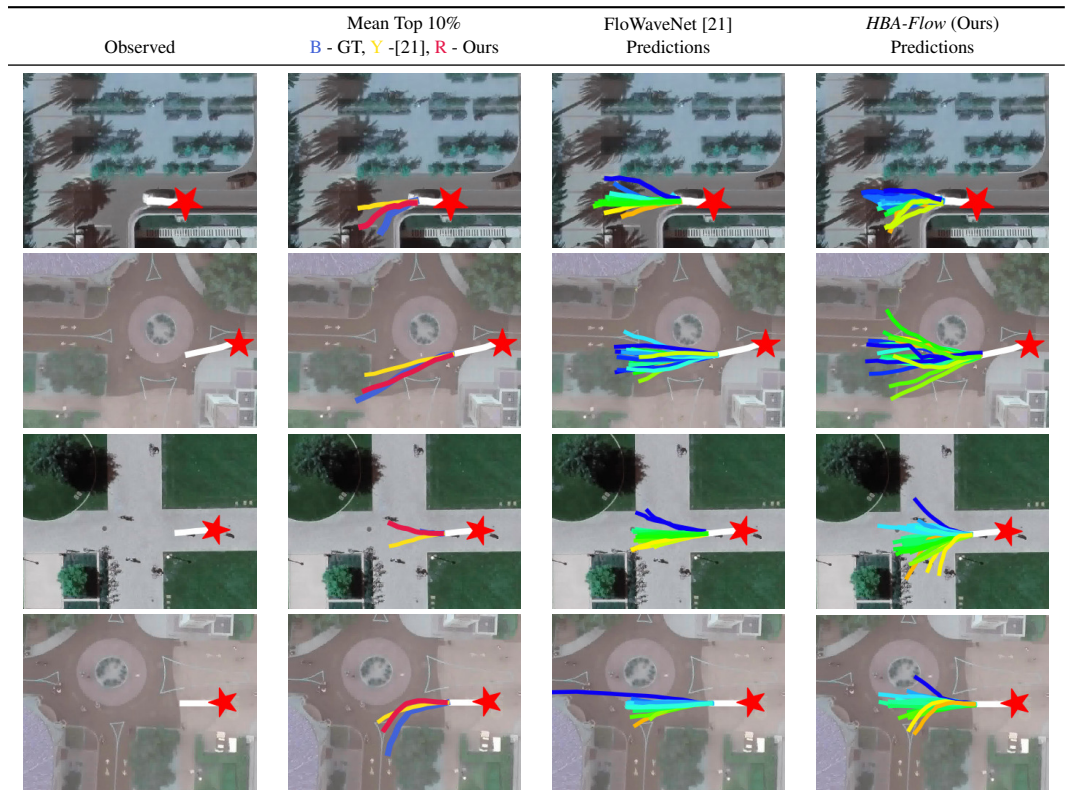 Observed
Mean Top 10%
B - GT, Y -[21], R - Ours
FloWaveNet [21]
Predictions
HBA-Flow (Ours)
Predictions